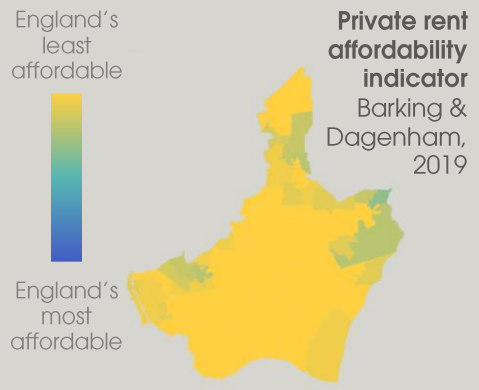 England's
least
affordable
Private rent
affordability
indicator
Barking &
Dagenham,
2019
England's
most
affordable